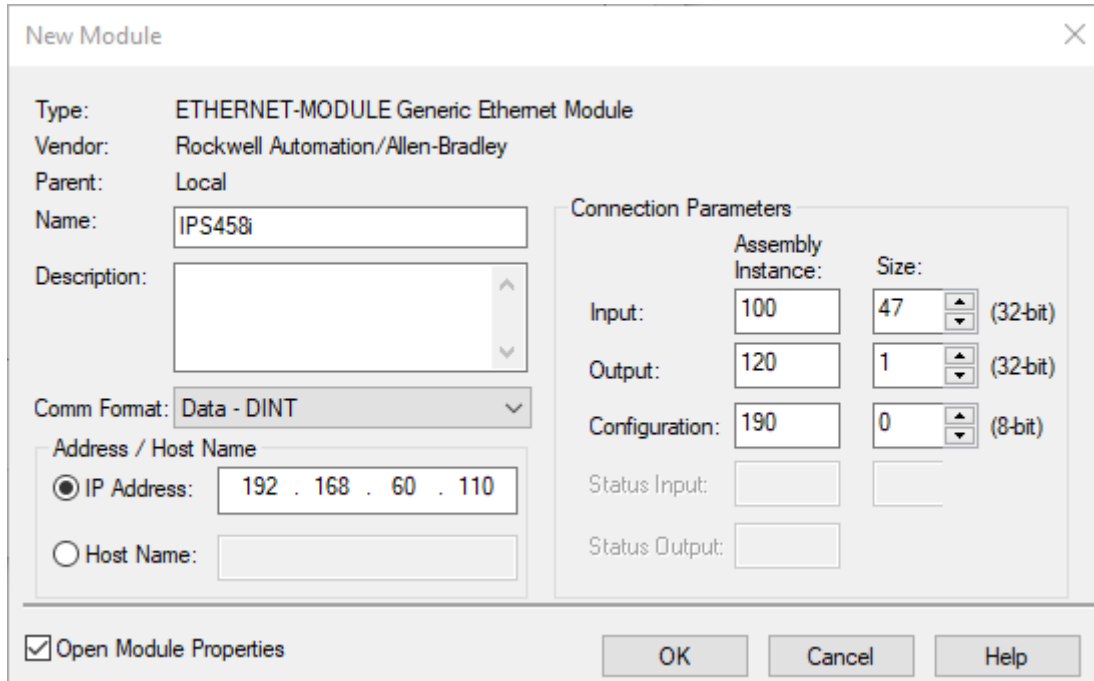 New Module
Type: ETHERNET-MODULE Generic Ethernet Module
Vendor: Rockwell Automation/Allen-Bradley
Parent: Local
Name: IPS458i
Description:
Comm Format: Data - DINT
Address / Host Name
IP Address: 192 . 168 . 60 . 110
Host Name:
Connection Parameters
Assembly
Instance: Size:
Input: 100 47 (32-bit)
Output: 120 1 (32-bit)
Configuration: 190 0 (8-bit)
Status Input:
Status Output:
Open Module Properties
OK Cancel Help